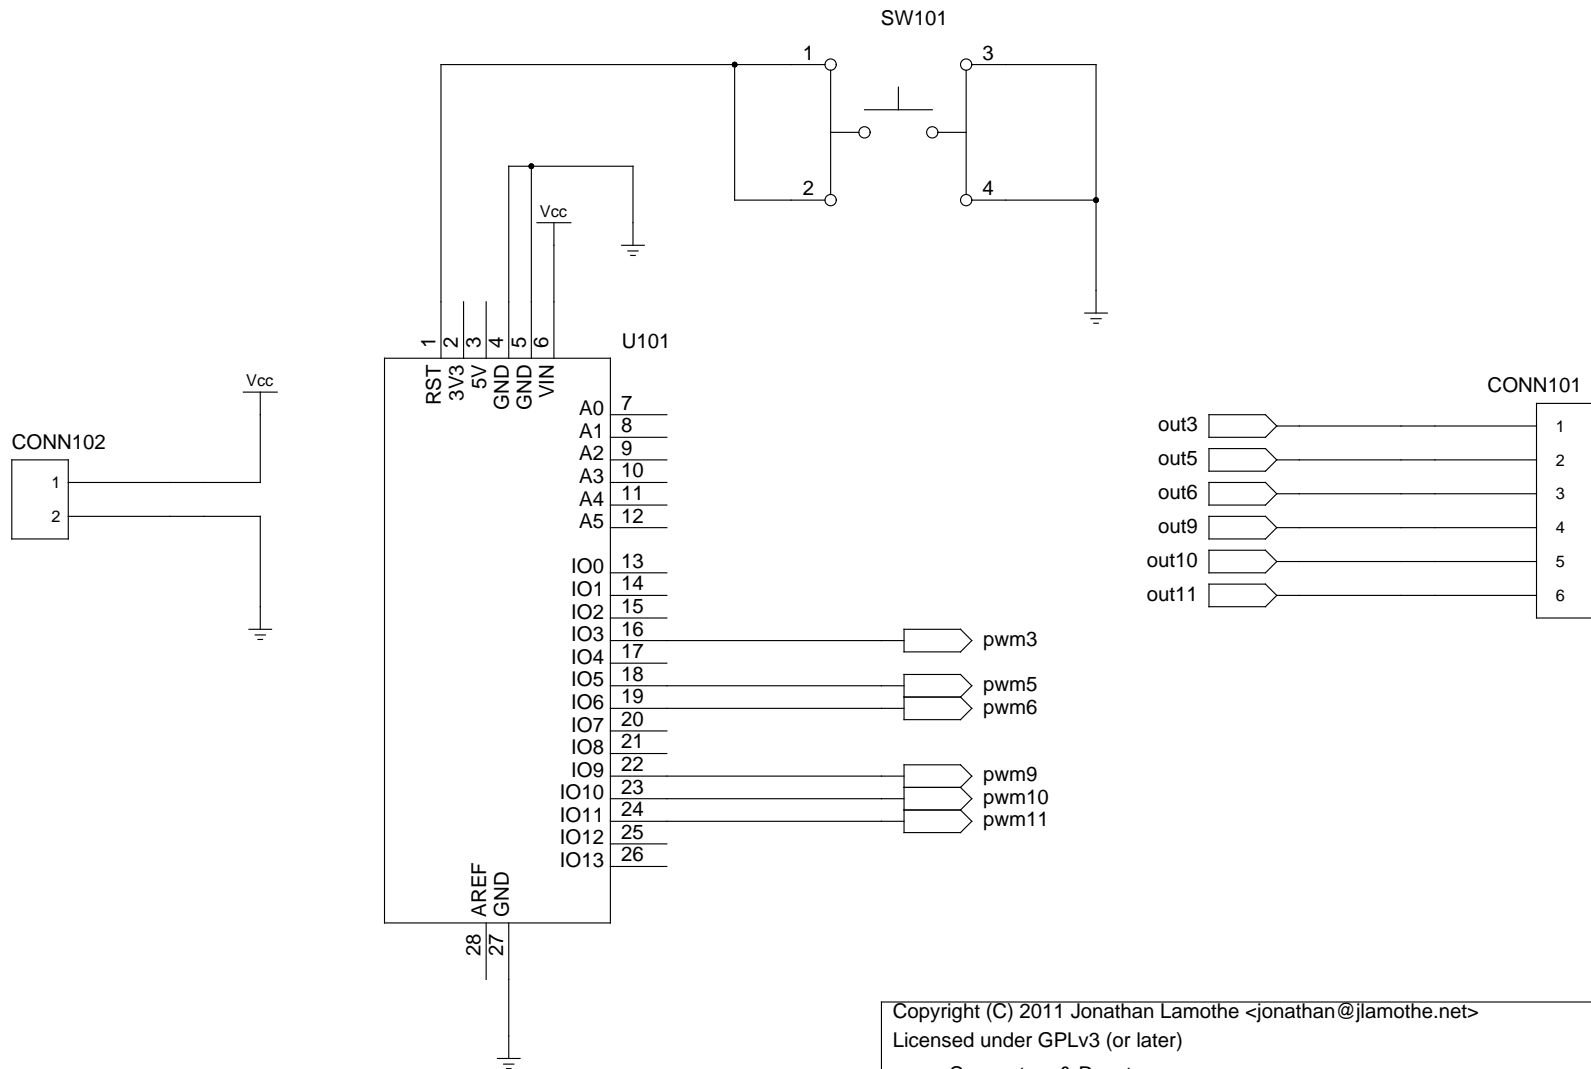 SW101
1
3
2
4
Vcc
1
2
3
4
5
6
U101
RST
3V3
5V
GND
GND
VIN
Vcc
CONN102
1
2
A0 7
A1 8
A2 9
A3 10
A4 11
A5 12
IO0 13
IO1 14
IO2 15
IO3 16
IO4 17
IO5 18
IO6 19
IO7 20
IO8 21
IO9 22
IO10 23
IO11 24
IO12 25
IO13 26
pwm3
pwm5
pwm6
pwm9
pwm10
pwm11
AREF
GND
28
27
CONN101
out3 1
out5 2
out6 3
out9 4
out10 5
out11 6
Copyright (C) 2011 Jonathan Lamothe <jonathan@jlamothe.net>
Licensed under GPLv3 (or later)